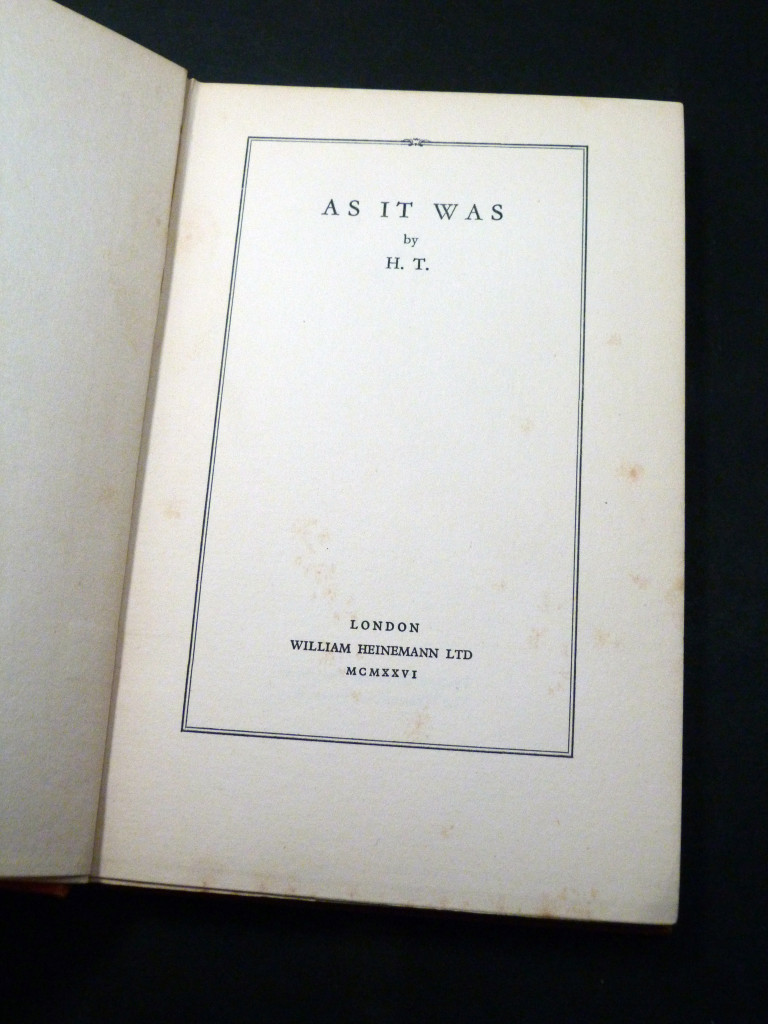 AS IT WAS
by
H. T.
LONDON
WILLIAM HEINEMANN LTD
MCMXXVI